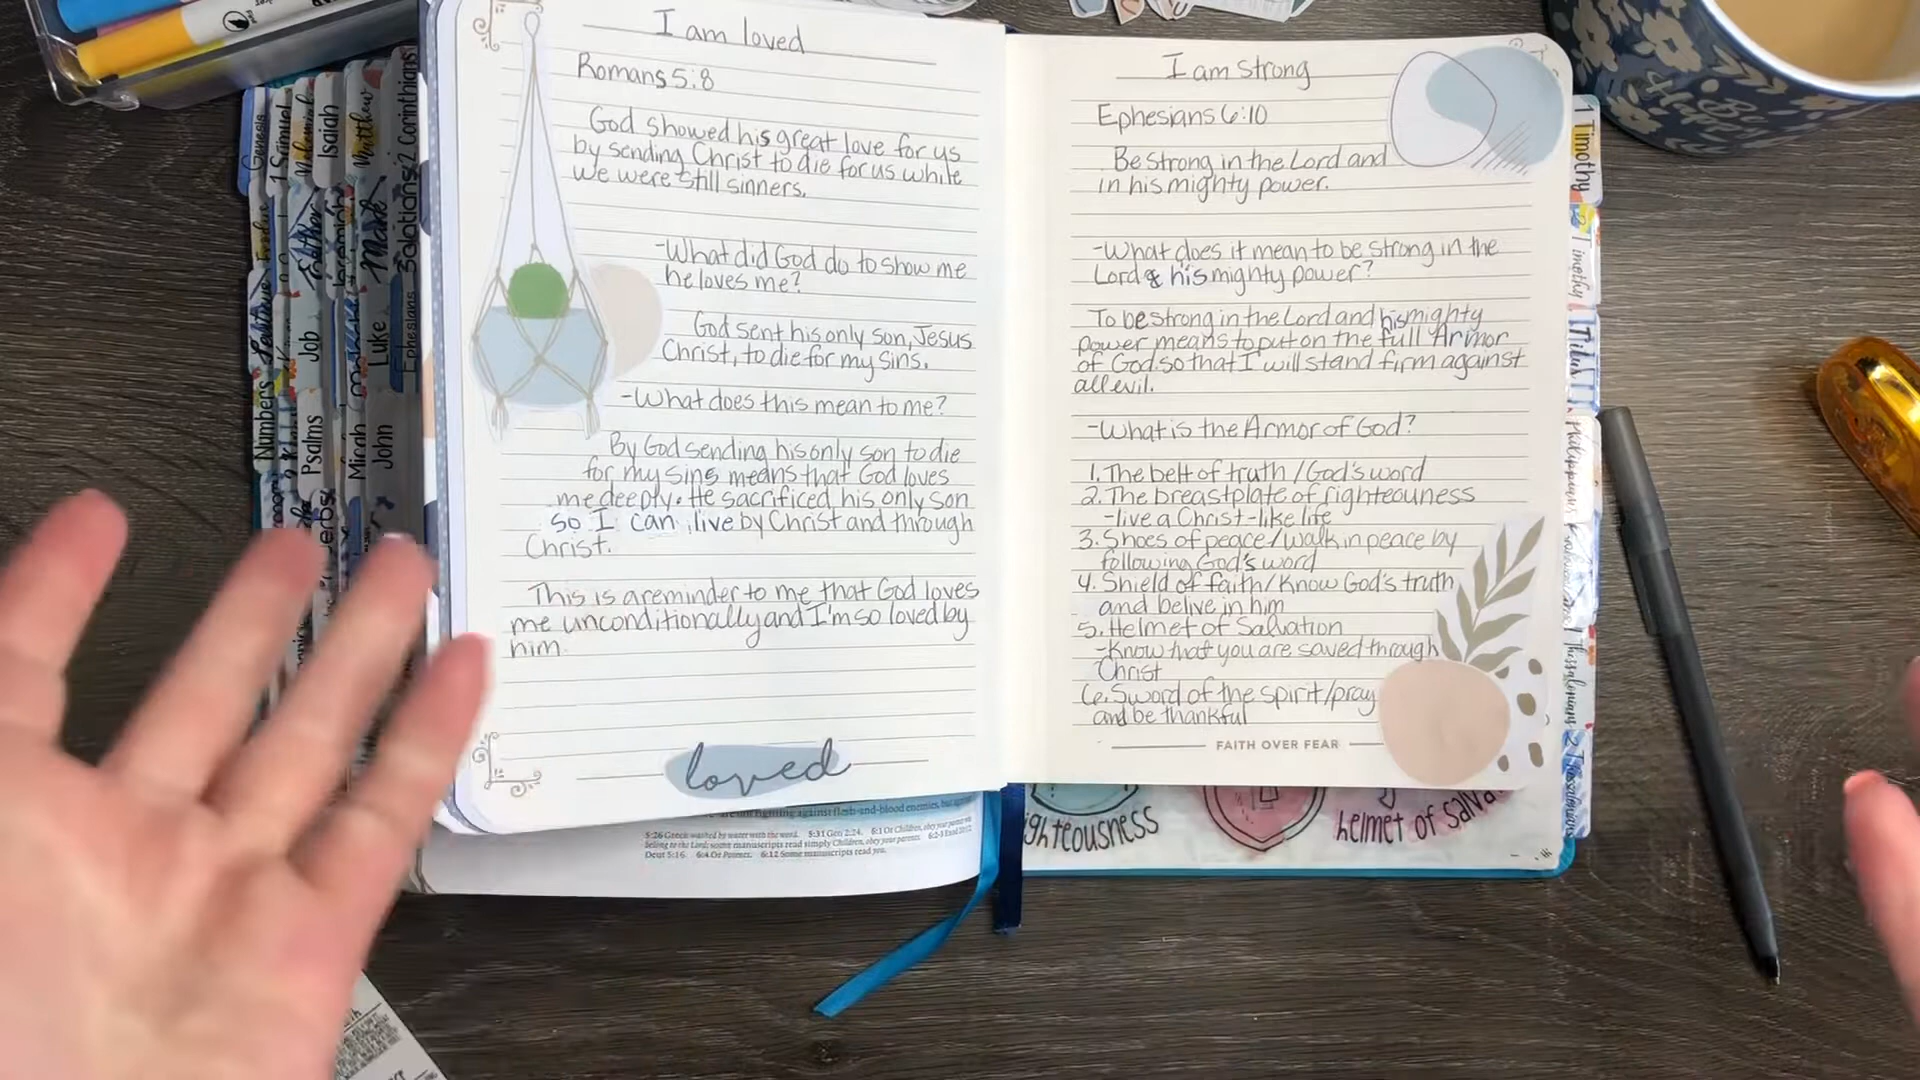 I am loved
Romans 5:8
God showed his great love for us
by sending Christ to die for us while
we were still sinners.
-What did God do to show me
he loves me?
God sent his only son, Jesus
Christ, to die for my sins.
-What does this mean to me?
By God sending his only son to die
for my sins means that God loves
me deeply. He sacrificed his only son
so I can live by Christ and through
Christ.
This is a reminder to me that God loves
me unconditionally and I'm so loved by
him.
loved
I am Strong
Ephesians 6:10
Be strong in the Lord and
in his mighty power.
-What does it mean to be strong in the
Lord & his mighty power?
To be strong in the Lord and his mighty
power means to put on the full Armor
of God so that I will stand firm against
all evil.
-What is the Armor of God?
1. The belt of truth / God's word
2. The breastplate of righteouness
-live a Christ-like life
3. Shoes of peace / walk in peace by
following God's word
4. Shield of faith / Know God's truth
and belive in him
5. Helmet of Salvation
-Know that you are saved through
Christ
6. Sword of the spirit / pray
and be thankful
FAITH OVER FEAR
helmet of
Genesis
1 Samuel
Isaiah
Matthew
2 Corinthians
Mark
Job
Luke
Ephesians
Numbers
Psalms
Micah
John
1 Timothy
Titus
Be Happy